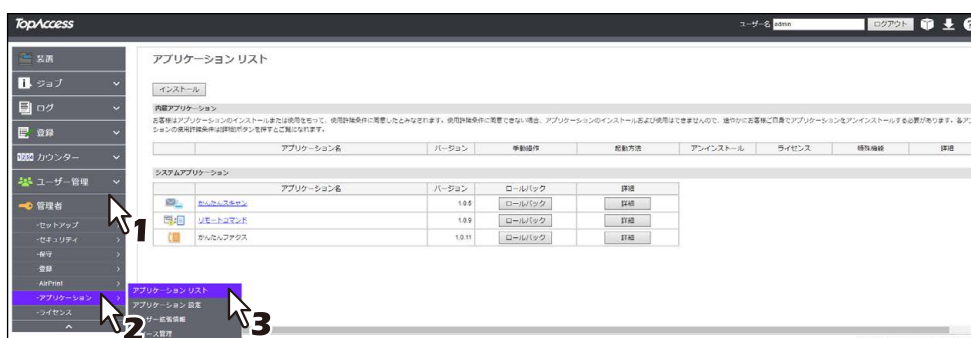 TopAccess
ユーザー名 admin ログアウト
装置
ジョブ
ログ
登録
カウンター
ユーザー管理
管理者
-セットアップ
-セキュリティ
-保守
-登録
-AirPrint
-アプリケーション
-ライセンス
アプリケーション リスト
インストール
内蔵アプリケーション
お客様はアプリケーションのインストールまたは使用をもって、使用許諾条件に同意したとみなされます。使用許諾条件に同意できない場合、アプリケーションのインストールおよび使用はできませんので、速やかにお客様ご自身でアプリケーションをアンインストールする必要があります。各アプ
ションの使用許諾条件は[詳細]ボタンを押すとご覧になれます。
アプリケーション名 バージョン 手動操作 起動方法 アンインストール ライセンス 特殊機能 詳細
システムアプリケーション
アプリケーション名 バージョン ロールバック 詳細
かんたんスキャン 1.0.5 ロールバック 詳細
リモートコマンド 1.0.9 ロールバック 詳細
かんたんファクス 1.0.11 ロールバック 詳細
アプリケーション リスト
アプリケーション 設定
ーザー拡張情報
ース管理
1
2
3